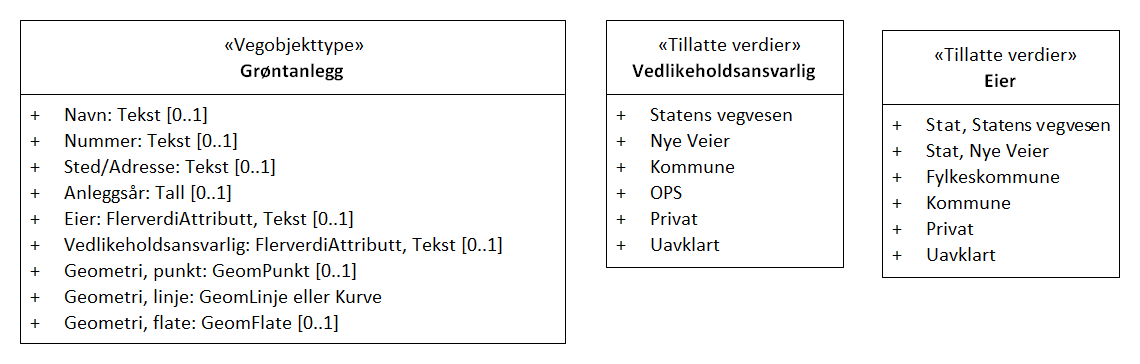 «Vegobjekttype»
Grøntanlegg
+ Navn: Tekst [0..1]
+ Nummer: Tekst [0..1]
+ Sted/Adresse: Tekst [0..1]
+ Anleggsår: Tall [0..1]
+ Eier: FlerverdiAttributt, Tekst [0..1]
+ Vedlikeholdsansvarlig: FlerverdiAttributt, Tekst [0..1]
+ Geometri, punkt: GeomPunkt [0..1]
+ Geometri, linje: GeomLinje eller Kurve
+ Geometri, flate: GeomFlate [0..1]
«Tillatte verdier»
Vedlikeholdsansvarlig
+ Statens vegvesen
+ Nye Veier
+ Kommune
+ OPS
+ Privat
+ Uavklart
«Tillatte verdier»
Eier
+ Stat, Statens vegvesen
+ Stat, Nye Veier
+ Fylkeskommune
+ Kommune
+ Privat
+ Uavklart